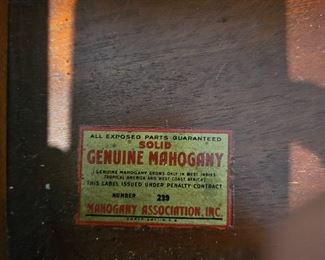 ALL EXPOSED PARTS GUARANTEED
SOLID
GENUINE MAHOGANY
(GENUINE MAHOGANY GROWS ONLY IN WEST INDIES
TROPICAL AMERICA AND WEST COAST AFRICA)
THIS LABEL ISSUED UNDER PENALTY CONTRACT
NUMBER 239
MAHOGANY ASSOCIATION, INC.